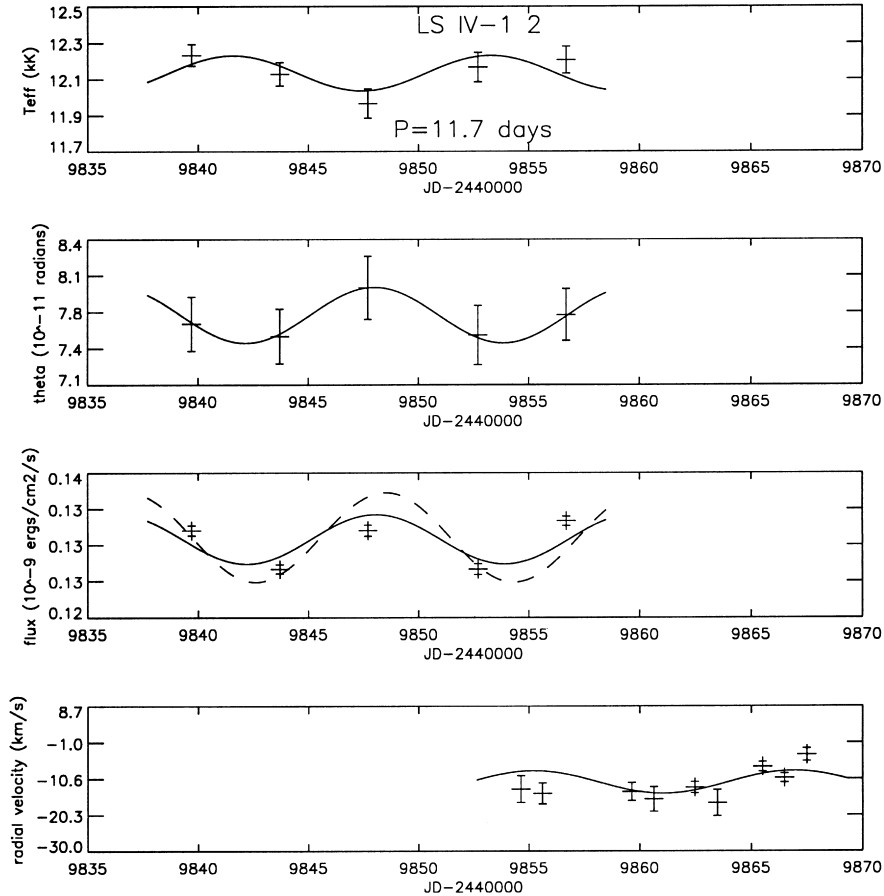 LS IV-1 2
P=11.7 days
Teff (kK)
12.5
12.3
12.1
11.9
11.7
9835 9840 9845 9850 9855 9860 9865 9870
JD-2440000
theta (10^-11 radians)
8.4
8.1
7.8
7.4
7.1
9835 9840 9845 9850 9855 9860 9865 9870
JD-2440000
flux (10^-9 ergs/cm2/s)
0.14
0.13
0.13
0.13
0.12
9835 9840 9845 9850 9855 9860 9865 9870
JD-2440000
radial velocity (km/s)
8.7
-1.0
-10.6
-20.3
-30.0
9835 9840 9845 9850 9855 9860 9865 9870
JD-2440000